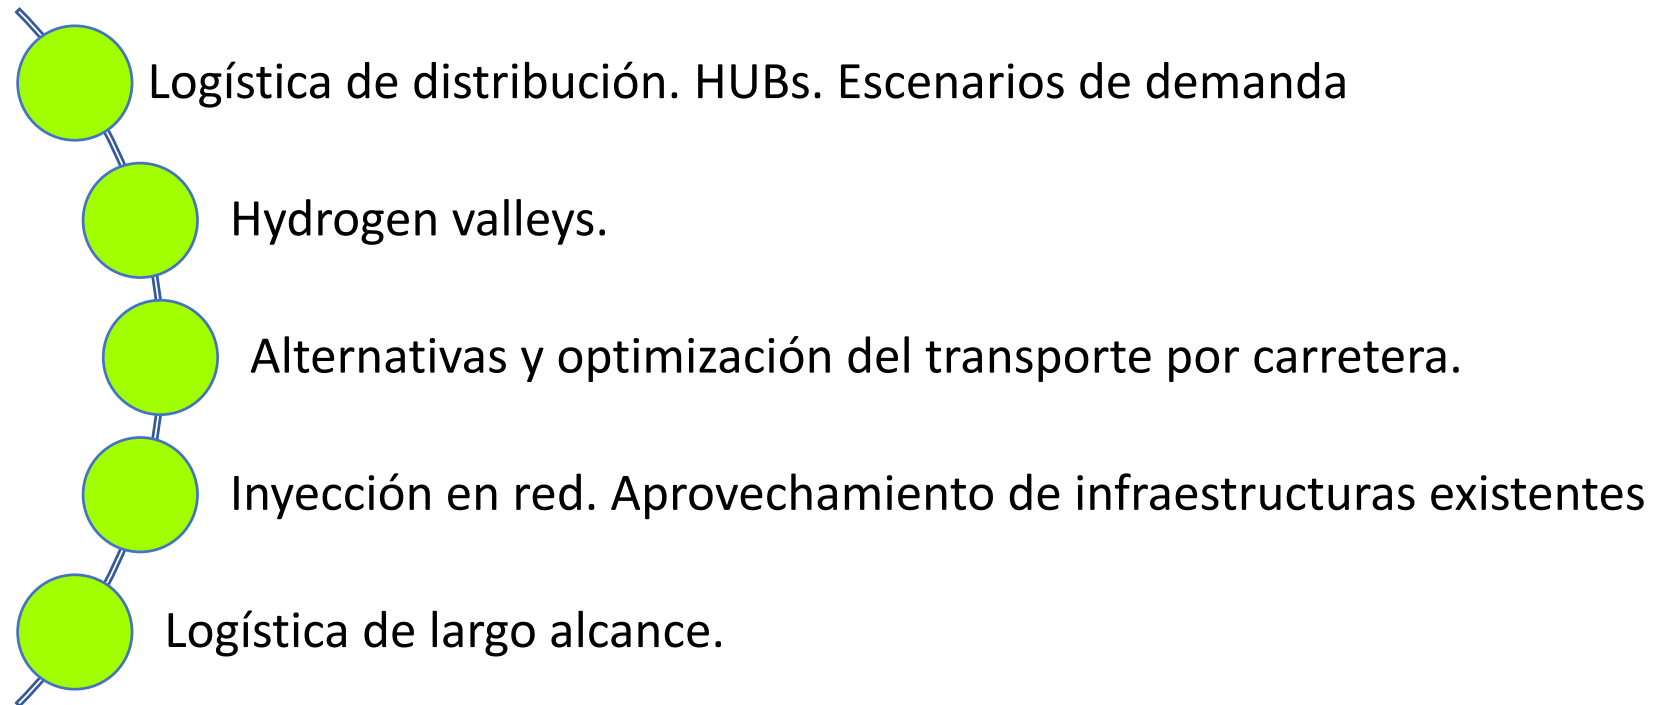 Logística de distribución. HUBs. Escenarios de demanda
Hydrogen valleys.
Alternativas y optimización del transporte por carretera.
Inyección en red. Aprovechamiento de infraestructuras existentes
Logística de largo alcance.